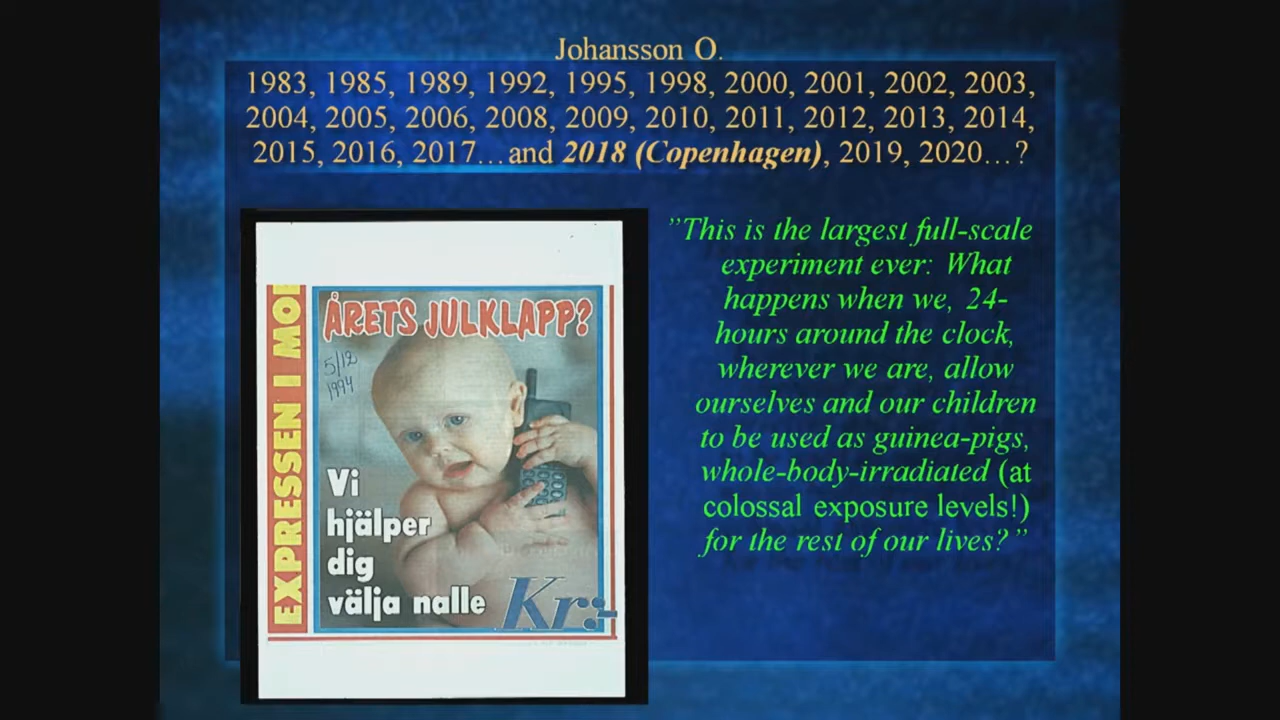 Johansson O.
1983, 1985, 1989, 1992, 1995, 1998, 2000, 2001, 2002, 2003,
2004, 2005, 2006, 2008, 2009, 2010, 2011, 2012, 2013, 2014,
2015, 2016, 2017…and 2018 (Copenhagen), 2019, 2020…?
EXPRESSEN I MO
ÅRETS JULKLAPP?
5/12
1994
Vi
hjälper
dig
välja nalle
Kr:-
”This is the largest full-scale
experiment ever: What
happens when we, 24-
hours around the clock,
wherever we are, allow
ourselves and our children
to be used as guinea-pigs,
whole-body-irradiated (at
colossal exposure levels!)
for the rest of our lives?”